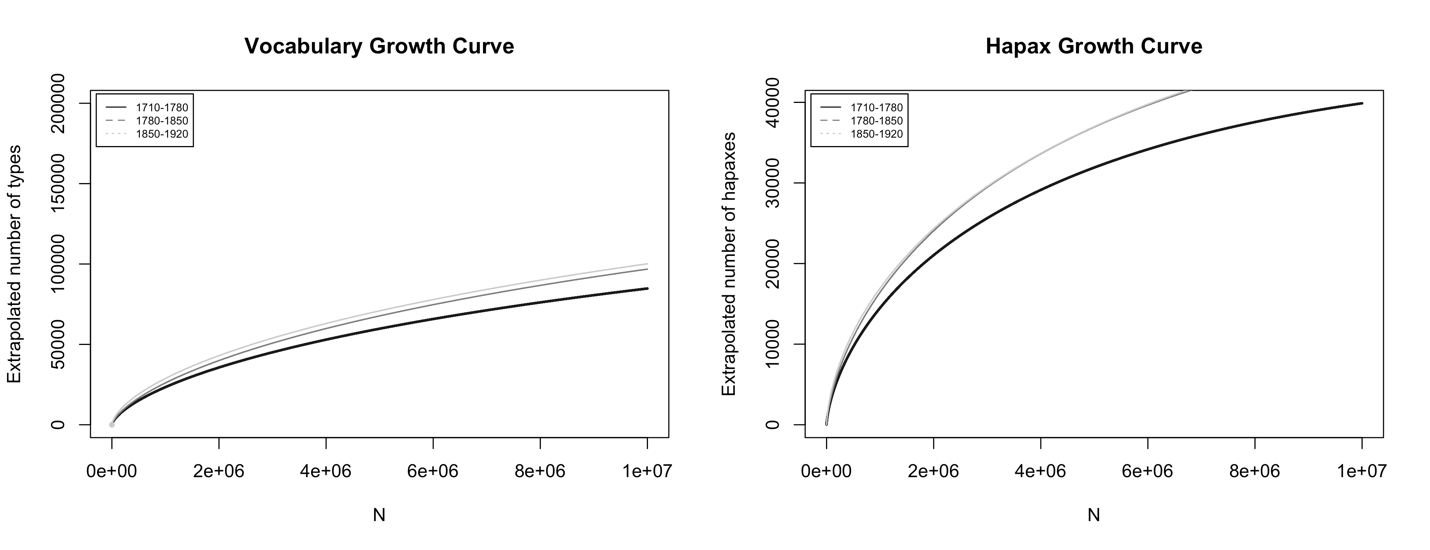 Vocabulary Growth Curve
Extrapolated number of types
200000
150000
100000
50000
0
1710-1780
1780-1850
1850-1920
0e+00 2e+06 4e+06 6e+06 8e+06 1e+07
N
Hapax Growth Curve
Extrapolated number of hapaxes
40000
30000
20000
10000
0
1710-1780
1780-1850
1850-1920
0e+00 2e+06 4e+06 6e+06 8e+06 1e+07
N